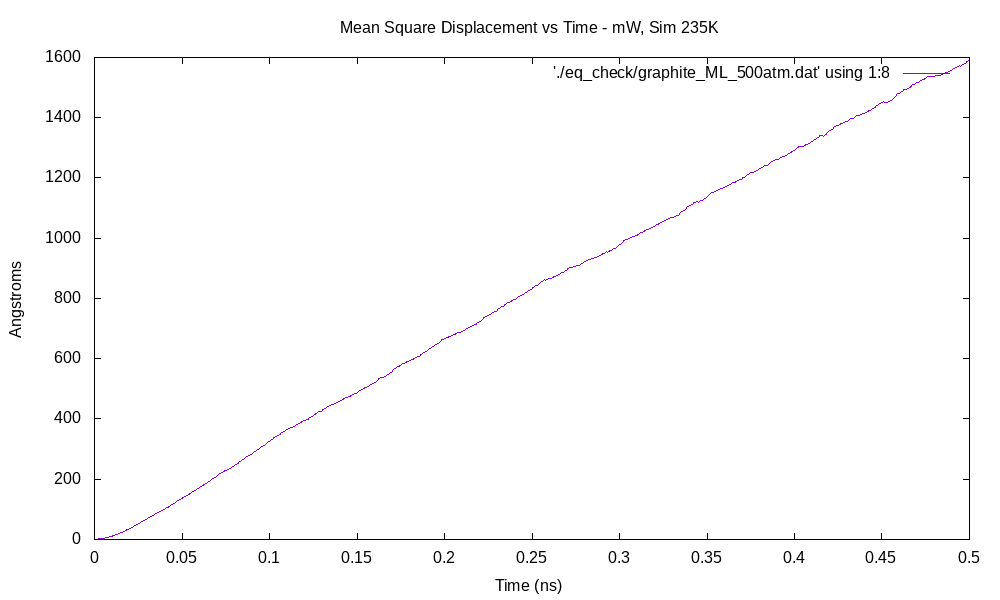 Mean Square Displacement vs Time - mW, Sim 235K
1600
'./eq_check/graphite_ML_500atm.dat' using 1:8
1400
1200
1000
800
600
400
200
0
Angstroms
0 0.05 0.1 0.15 0.2 0.25 0.3 0.35 0.4 0.45 0.5
Time (ns)